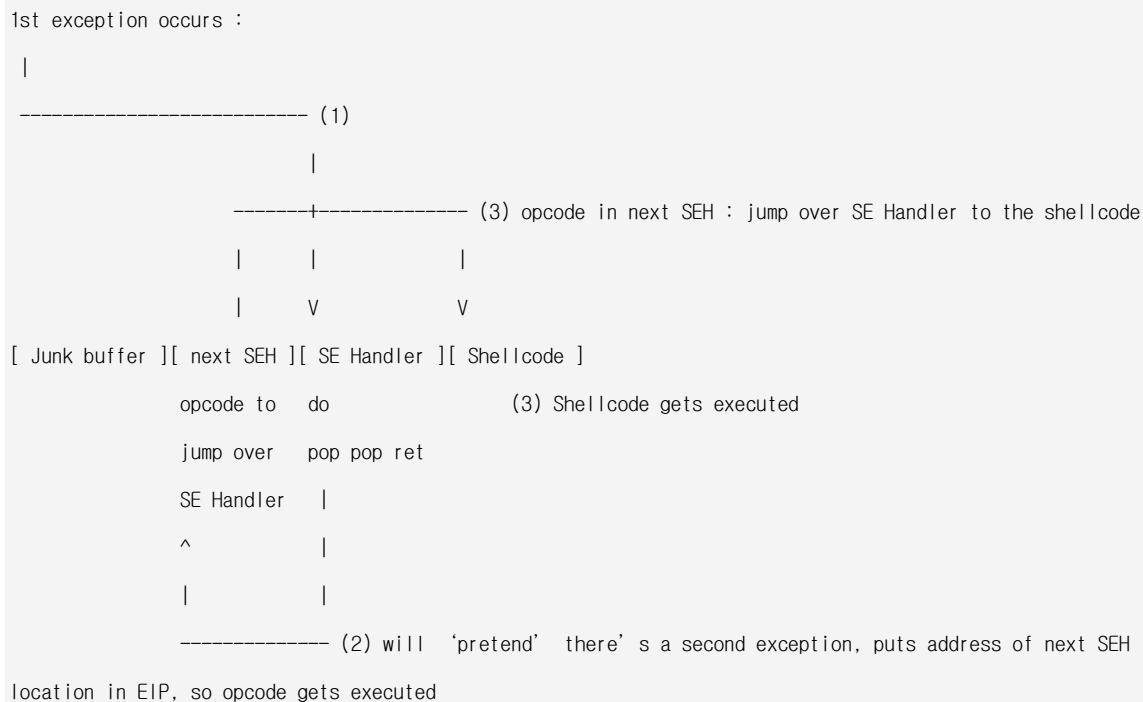 1st exception occurs :
|
--------------------------- (1)
|
-------+-------------- (3) opcode in next SEH : jump over SE Handler to the shellcode
| | |
| V V
[ Junk buffer ][ next SEH ][ SE Handler ][ Shellcode ]
opcode to do (3) Shellcode gets executed
jump over pop pop ret
SE Handler |
^ |
| |
-------------- (2) will ‘pretend’ there’s a second exception, puts address of next SEH
location in EIP, so opcode gets executed